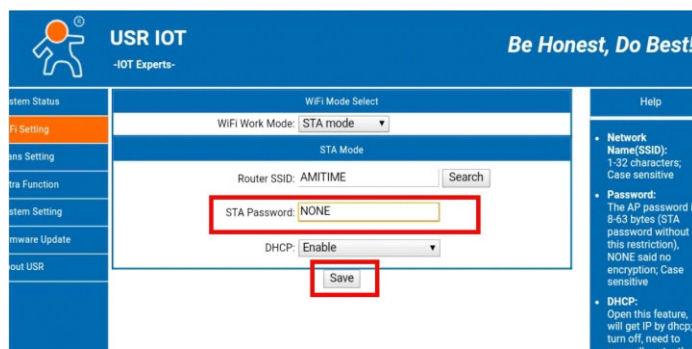 ®
USR IOT
-IOT Experts-
Be Honest, Do Best!
stem Status
Fi Setting
ans Setting
tra Function
stem Setting
mware Update
out USR
WiFi Mode Select
WiFi Work Mode: STA mode
STA Mode
Router SSID: AMITIME Search
STA Password: NONE
DHCP: Enable
Save
Help
Network
Name(SSID):
1-32 characters;
Case sensitive
Password:
The AP password i
8-63 bytes (STA
password without
this restriction),
NONE said no
encryption; Case
sensitive
DHCP:
Open this feature,
will get IP by dhcp;
turn off, need to